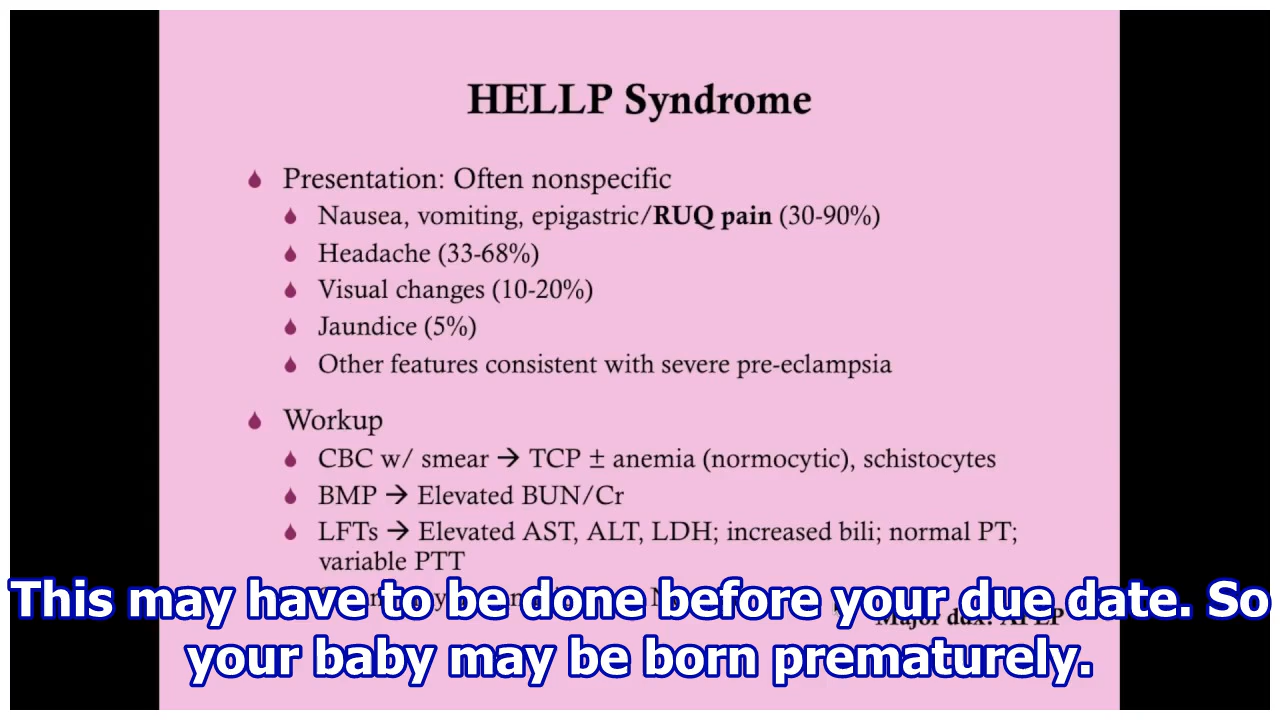 HELLP Syndrome
Presentation: Often nonspecific
Nausea, vomiting, epigastric/RUQ pain (30-90%)
Headache (33-68%)
Visual changes (10-20%)
Jaundice (5%)
Other features consistent with severe pre-eclampsia
Workup
CBC w/ smear → TCP ± anemia (normocytic), schistocytes
BMP → Elevated BUN/Cr
LFTs → Elevated AST, ALT, LDH; increased bili; normal PT;
variable PTT
This may have to be done before your due date. So
Major ddx: AFLP
your baby may be born prematurely.